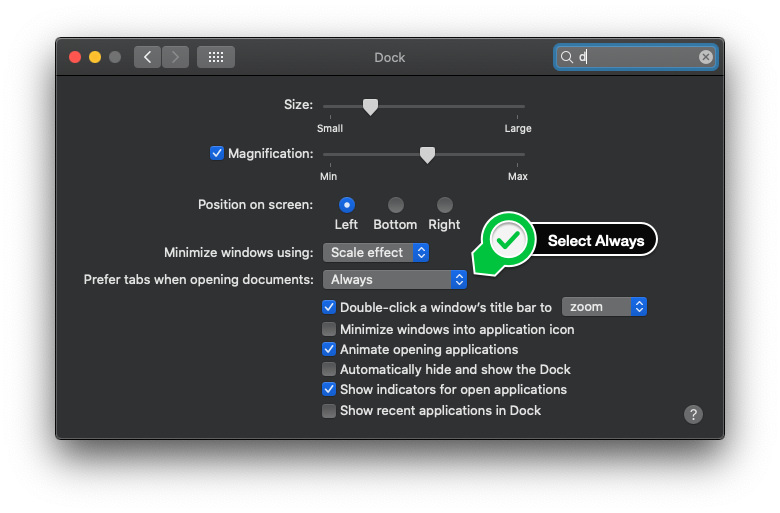 Dock
d
Size:
Small Large
Magnification:
Min Max
Position on screen:
Left Bottom Right
Select Always
Minimize windows using: Scale effect
Prefer tabs when opening documents: Always
Double-click a window's title bar to zoom
Minimize windows into application icon
Animate opening applications
Automatically hide and show the Dock
Show indicators for open applications
Show recent applications in Dock
?